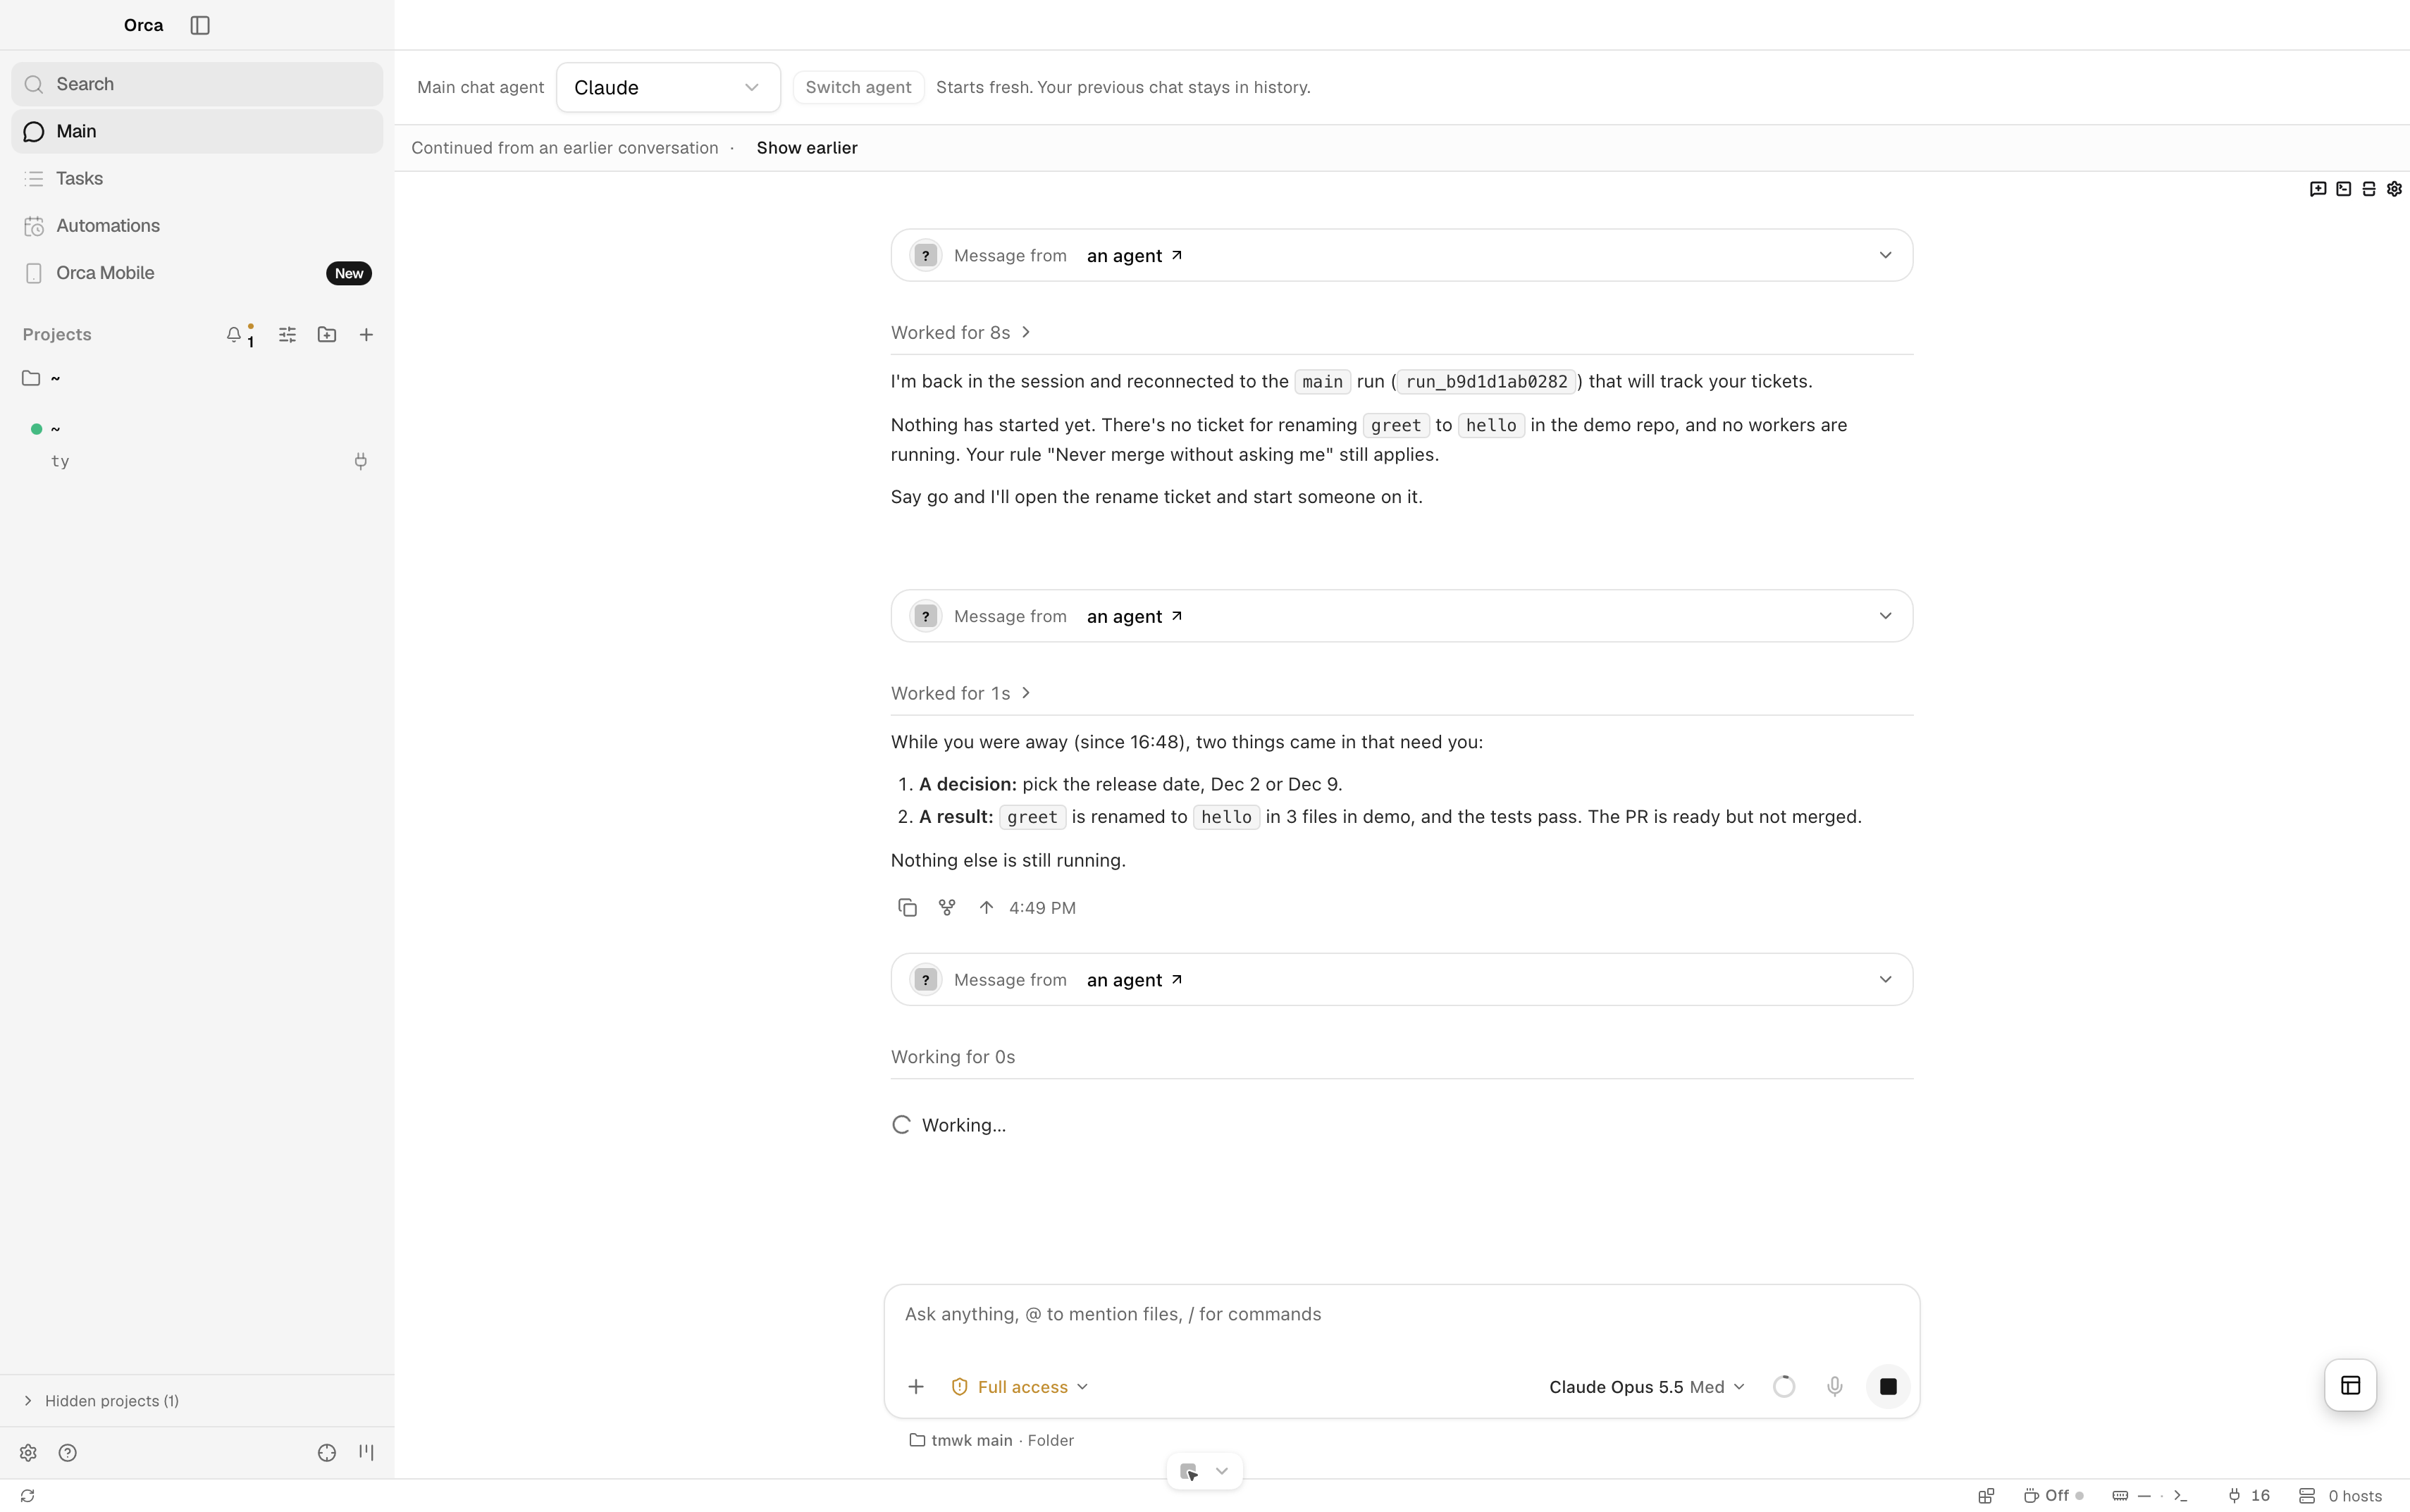 Orca
Search
Main
Tasks
Automations
Orca Mobile
New
Projects
1
~
~
ty
Hidden projects (1)
Main chat agent
Claude
Switch agent
Starts fresh. Your previous chat stays in history.
Continued from an earlier conversation ·
Show earlier
? Message from an agent
Worked for 8s
I'm back in the session and reconnected to the main run (run_b9d1d1ab0282) that will track your tickets.
Nothing has started yet. There's no ticket for renaming greet to hello in the demo repo, and no workers are
running. Your rule "Never merge without asking me" still applies.
Say go and I'll open the rename ticket and start someone on it.
? Message from an agent
Worked for 1s
While you were away (since 16:48), two things came in that need you:
1. A decision: pick the release date, Dec 2 or Dec 9.
2. A result: greet is renamed to hello in 3 files in demo, and the tests pass. The PR is ready but not merged.
Nothing else is still running.
4:49 PM
? Message from an agent
Working for 0s
Working...
Ask anything, @ to mention files, / for commands
Full access
Claude Opus 5.5 Med
tmwk main · Folder
Off
— ·
16
0 hosts